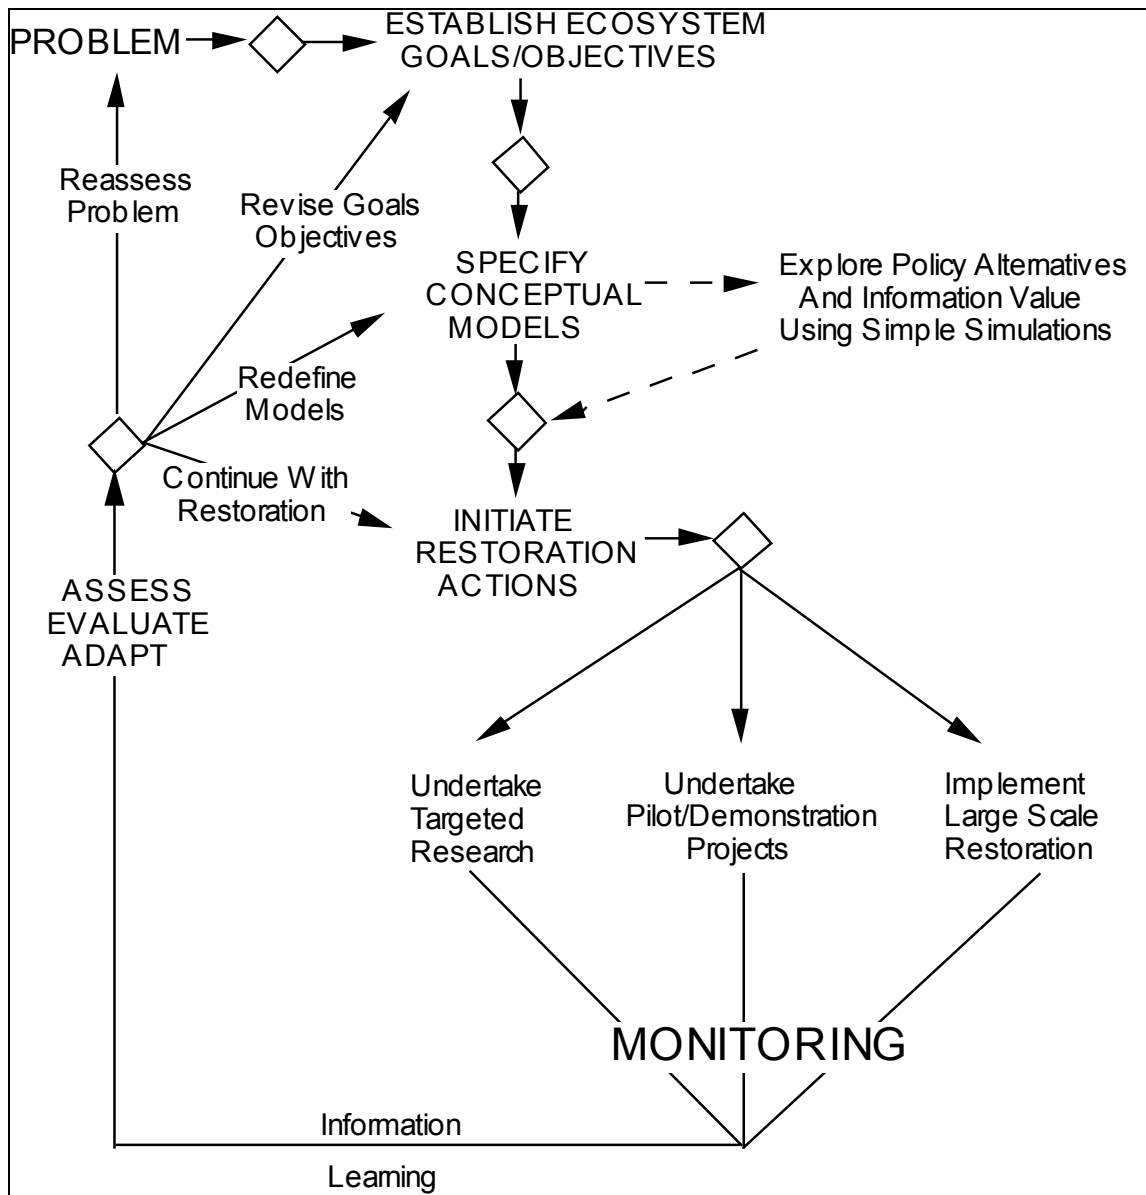 PROBLEM
ESTABLISH ECOSYSTEM
GOALS/OBJECTIVES
Reassess
Problem
Revise Goals
Objectives
SPECIFY
CONCEPTUAL
MODELS
Explore Policy Alternatives
And Information Value
Using Simple Simulations
Redefine
Models
Continue With
Restoration
INITIATE
RESTORATION
ACTIONS
ASSESS
EVALUATE
ADAPT
Undertake
Targeted
Research
Undertake
Pilot/Demonstration
Projects
Implement
Large Scale
Restoration
MONITORING
Information
Learning